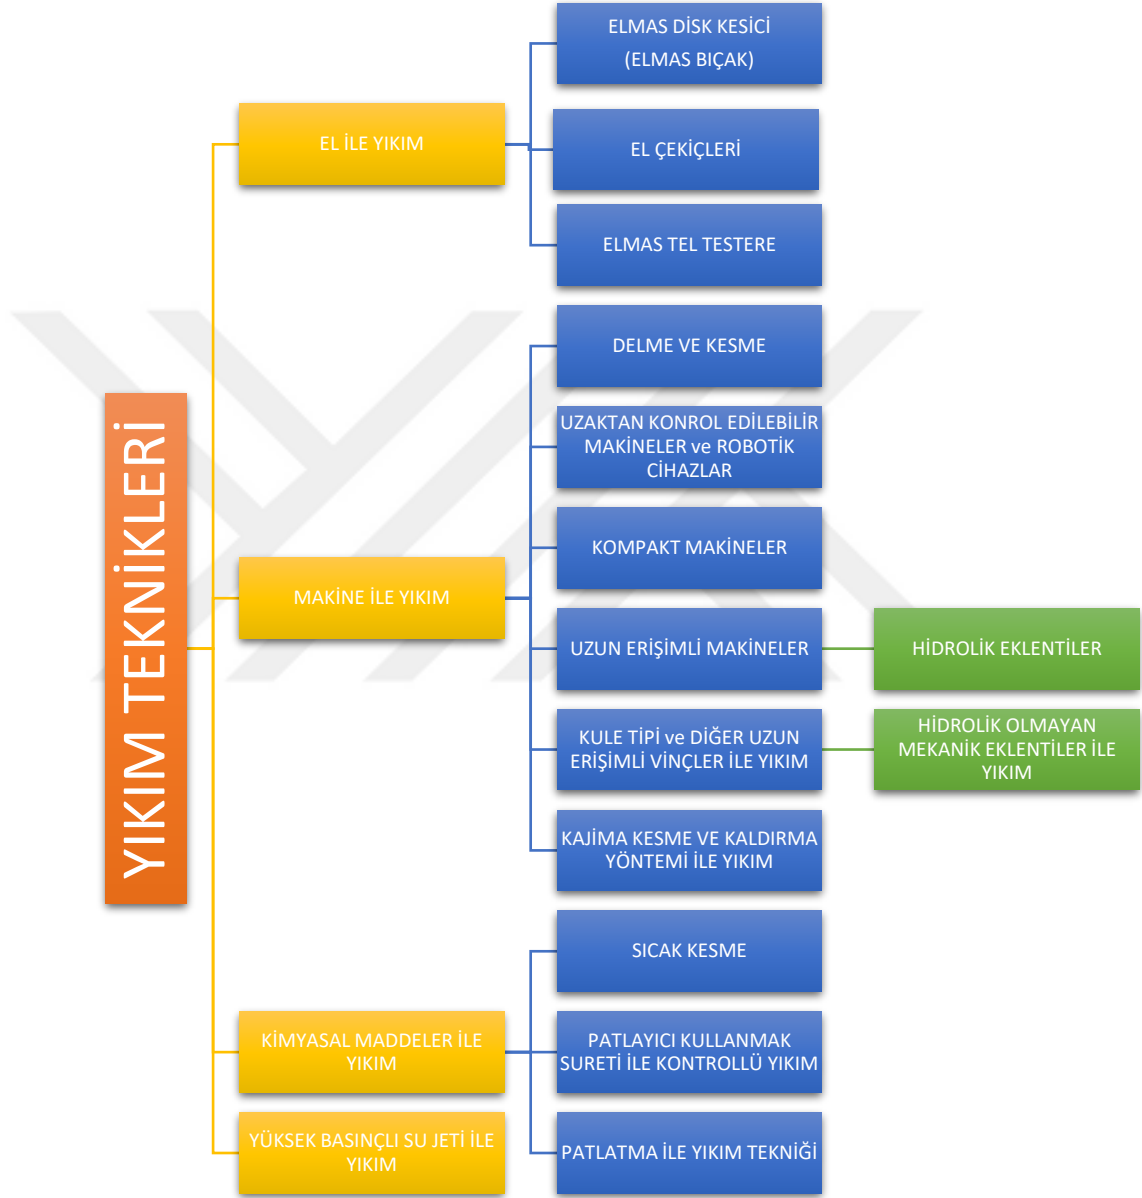 YIKIM TEKNİKLERİ
EL İLE YIKIM
ELMAS DİSK KESİCİ
(ELMAS BIÇAK)
EL ÇEKİÇLERİ
ELMAS TEL TESTERE
MAKİNE İLE YIKIM
DELME VE KESME
UZAKTAN KONROL EDİLEBİLİR
MAKİNELER ve ROBOTİK
CİHAZLAR
KOMPAKT MAKİNELER
UZUN ERİŞİMLİ MAKİNELER
HİDROLİK EKLENTİLER
KULE TİPİ ve DİĞER UZUN
ERİŞİMLİ VİNÇLER İLE YIKIM
HİDROLİK OLMAYAN
MEKANİK EKLENTİLER İLE
YIKIM
KAJİMA KESME VE KALDIRMA
YÖNTEMİ İLE YIKIM
KİMYASAL MADDELER İLE
YIKIM
SICAK KESME
PATLAYICI KULLANMAK
SURETİ İLE KONTROLLÜ YIKIM
PATLATMA İLE YIKIM TEKNİĞİ
YÜKSEK BASINÇLI SU JETİ İLE
YIKIM